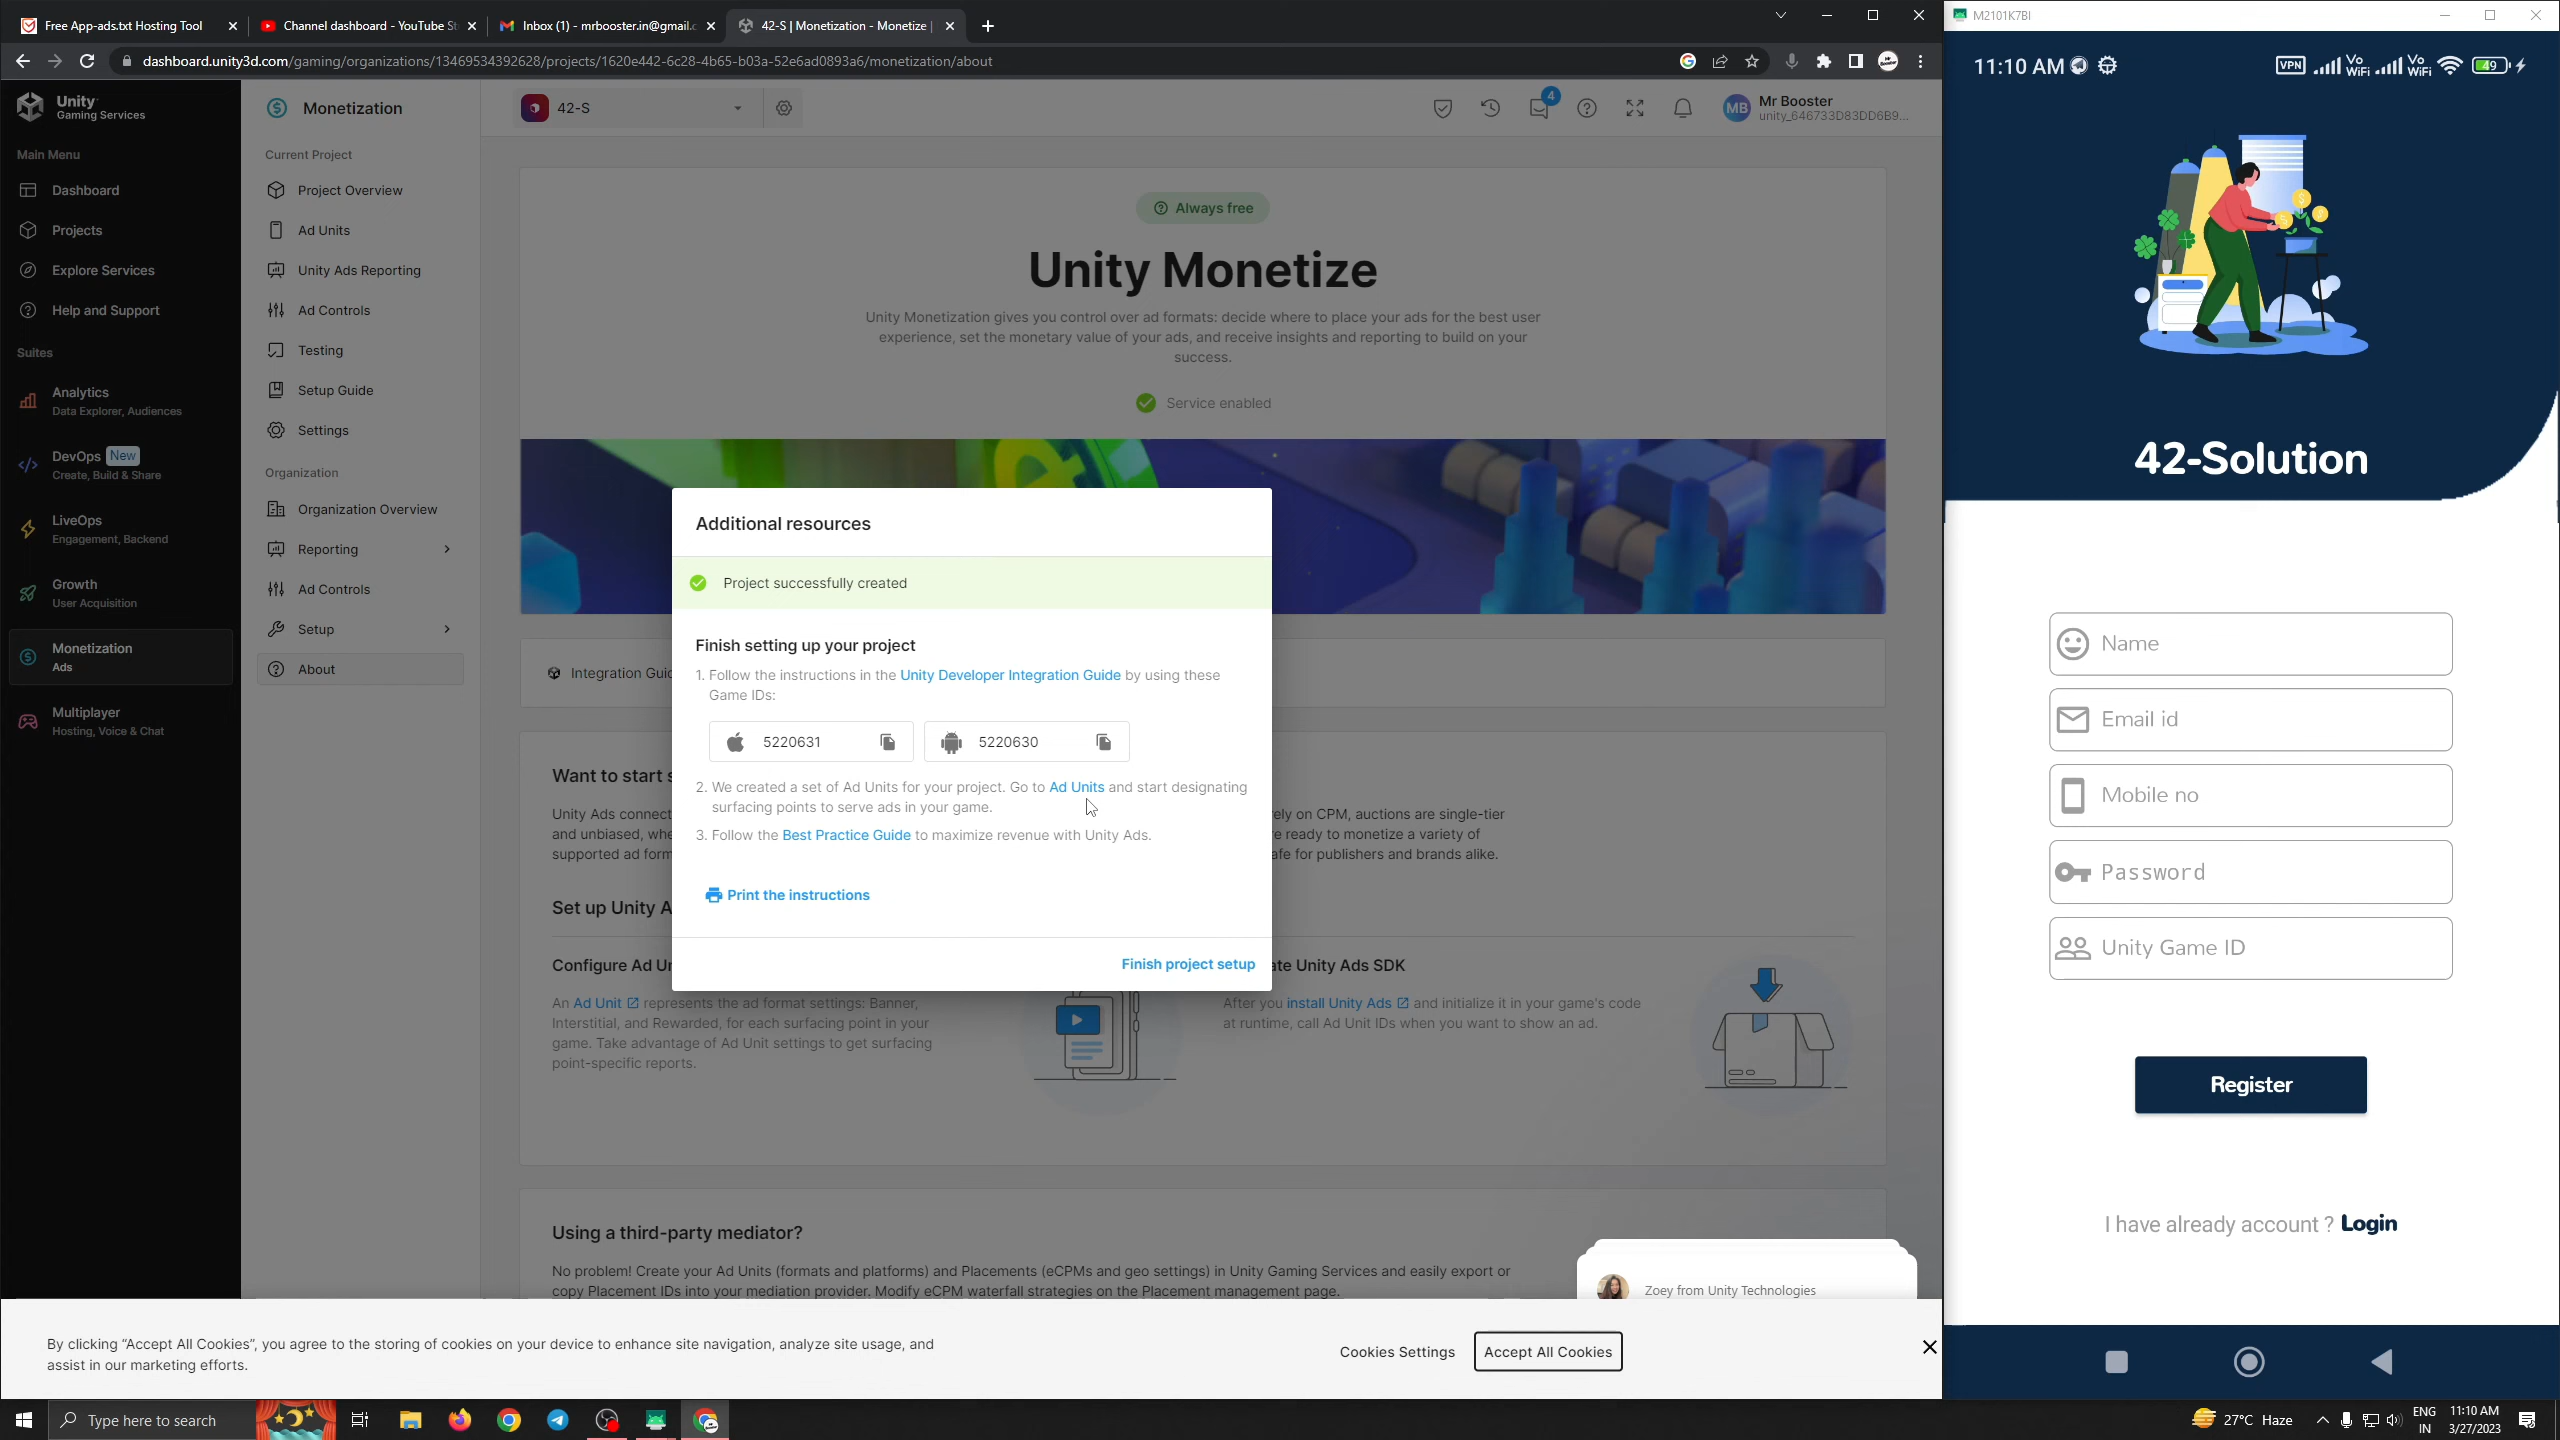 Free App-ads.txt Hosting Tool
Channel dashboard - YouTube St
Inbox (1) - mrbooster.in@gmail.c
42-S | Monetization - Monetize |
dashboard.unity3d.com/gaming/organizations/13469534392628/projects/1620e442-6c28-4b65-b03a-52e6ad0893a6/monetization/about
Unity
Gaming Services
Main Menu
Dashboard
Projects
Explore Services
Help and Support
Suites
Analytics
Data Explorer, Audiences
DevOps New
Create, Build & Share
LiveOps
Engagement, Backend
Growth
User Acquisition
Monetization
Ads
Multiplayer
Hosting, Voice & Chat
Monetization
Current Project
Project Overview
Ad Units
Unity Ads Reporting
Ad Controls
Testing
Setup Guide
Settings
Organization
Organization Overview
Reporting
Ad Controls
Setup
About
42-S
4
MB
Mr Booster
unity_646733D83DD6B9...
Always free
Unity Monetize
Unity Monetization gives you control over ad formats: decide where to place your ads for the best user
experience, set the monetary value of your ads, and receive insights and reporting to build on your
success.
Service enabled
Integration Guid
Want to start s
Unity Ads connect
and unbiased, whe
supported ad form
ely on CPM, auctions are single-tier
e ready to monetize a variety of
afe for publishers and brands alike.
Set up Unity A
Configure Ad Un
An Ad Unit represents the ad format settings: Banner,
Interstitial, and Rewarded, for each surfacing point in your
game. Take advantage of Ad Unit settings to get surfacing
point-specific reports.
ate Unity Ads SDK
After you install Unity Ads and initialize it in your game's code
at runtime, call Ad Unit IDs when you want to show an ad.
Additional resources
Project successfully created
Finish setting up your project
1. Follow the instructions in the Unity Developer Integration Guide by using these
Game IDs:
5220631
5220630
2. We created a set of Ad Units for your project. Go to Ad Units and start designating
surfacing points to serve ads in your game.
3. Follow the Best Practice Guide to maximize revenue with Unity Ads.
Print the instructions
Finish project setup
Using a third-party mediator?
No problem! Create your Ad Units (formats and platforms) and Placements (eCPMs and geo settings) in Unity Gaming Services and easily export or
copy Placement IDs into your mediation provider. Modify eCPM waterfall strategies on the Placement management page.
Zoey from Unity Technologies
By clicking “Accept All Cookies”, you agree to the storing of cookies on your device to enhance site navigation, analyze site usage, and
assist in our marketing efforts.
Cookies Settings
Accept All Cookies
M2101K7BI
11:10 AM
VPN
Vo
WiFi
Vo
WiFi
49
42-Solution
Name
Email id
Mobile no
Password
Unity Game ID
Register
I have already account ? Login
Type here to search
27°C Haze
ENG
IN
11:10 AM
3/27/2023